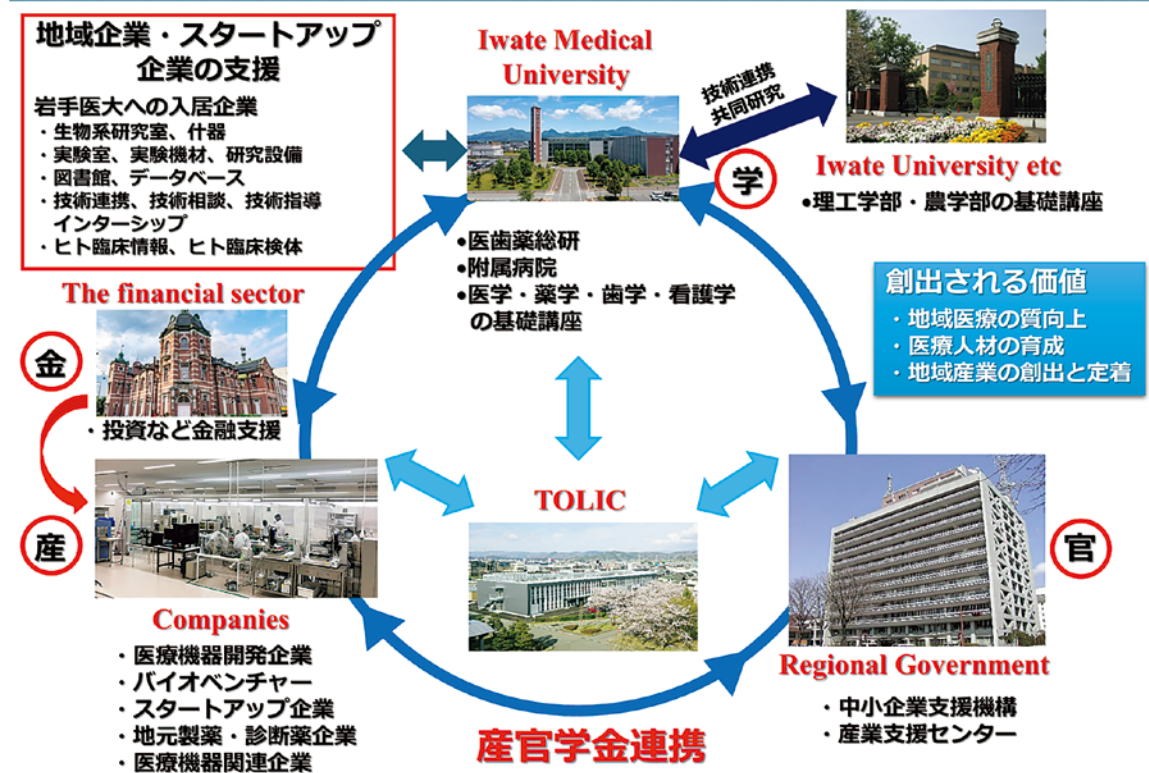 地域企業・スタートアップ
企業の支援
岩手医大への入居企業
・生物系研究室、什器
・実験室、実験機材、研究設備
・図書館、データベース
・技術連携、技術相談、技術指導
インターシップ
・ヒト臨床情報、ヒト臨床検体
Iwate Medical
University
•医歯薬総研
•附属病院
•医学・薬学・歯学・看護学
の基礎講座
技術連携
共同研究
学
Iwate University etc
•理工学部・農学部の基礎講座
創出される価値
・地域医療の質向上
・医療人材の育成
・地域産業の創出と定着
The financial sector
金
・投資など金融支援
産
Companies
・医療機器開発企業
・バイオベンチャー
・スタートアップ企業
・地元製薬・診断薬企業
・医療機器関連企業
TOLIC
官
Regional Government
・中小企業支援機構
・産業支援センター
産官学金連携